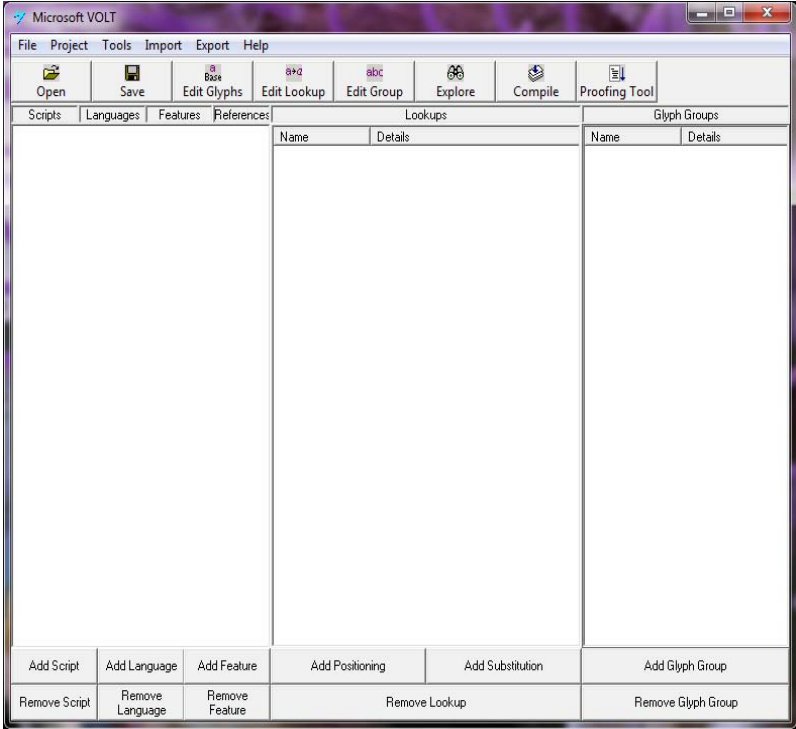 Microsoft VOLT
File Project Tools Import Export Help
a Base a→a abc
Open Save Edit Glyphs Edit Lookup Edit Group Explore Compile Proofing Tool
Scripts Languages Features References Lookups Glyph Groups
Name Details Name Details
Add Script Add Language Add Feature Add Positioning Add Substitution Add Glyph Group
Remove Script Remove Language Remove Feature Remove Lookup Remove Glyph Group